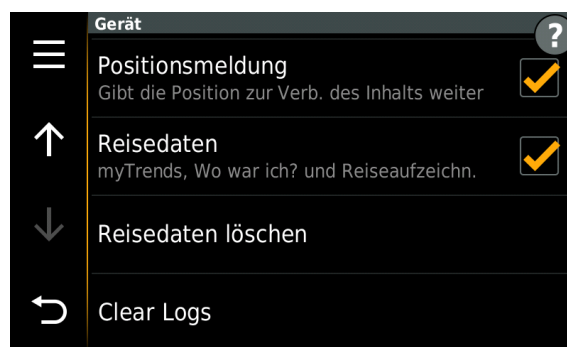 Gerät
?
Positionsmeldung
Gibt die Position zur Verb. des Inhalts weiter
Reisedaten
myTrends, Wo war ich? und Reiseaufzeichn.
Reisedaten löschen
Clear Logs